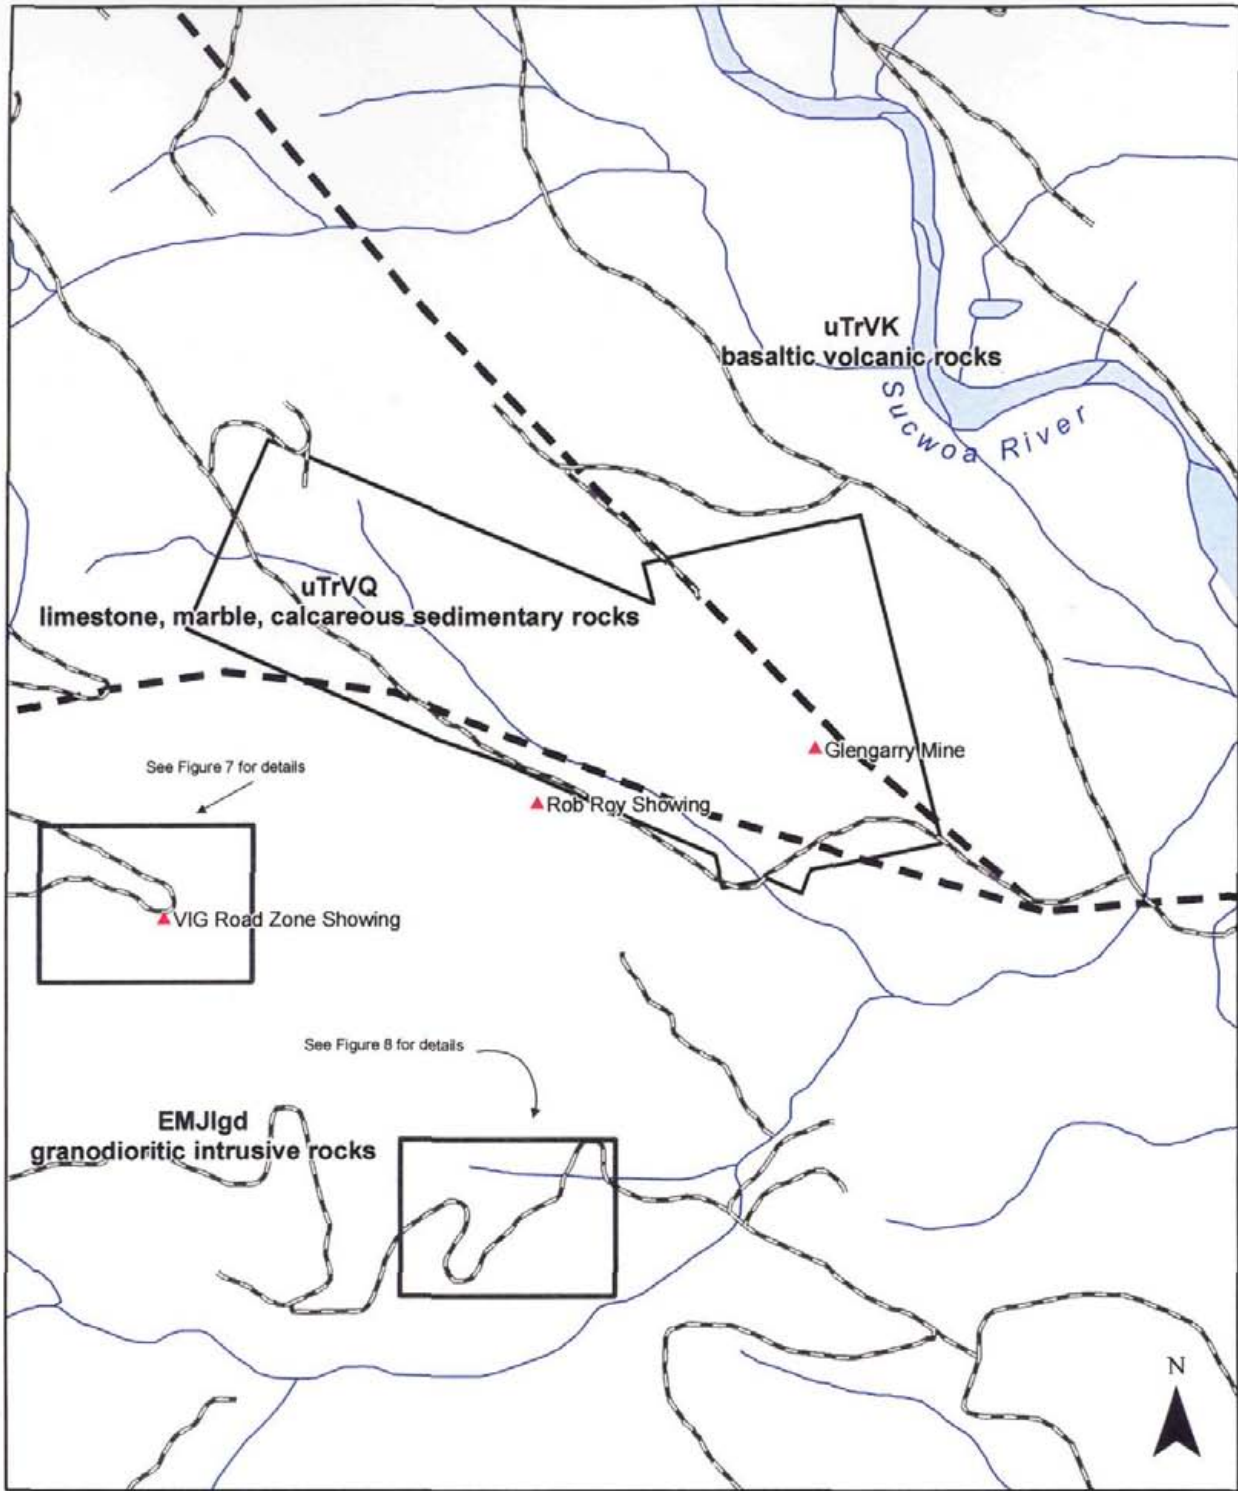 uTrVK
basaltic volcanic rocks
Sucwoa River
uTrVQ
limestone, marble, calcareous sedimentary rocks
Glengarry Mine
See Figure 7 for details
Rob Roy Showing
VIG Road Zone Showing
See Figure 8 for details
EMJIgd
granodioritic intrusive rocks
N